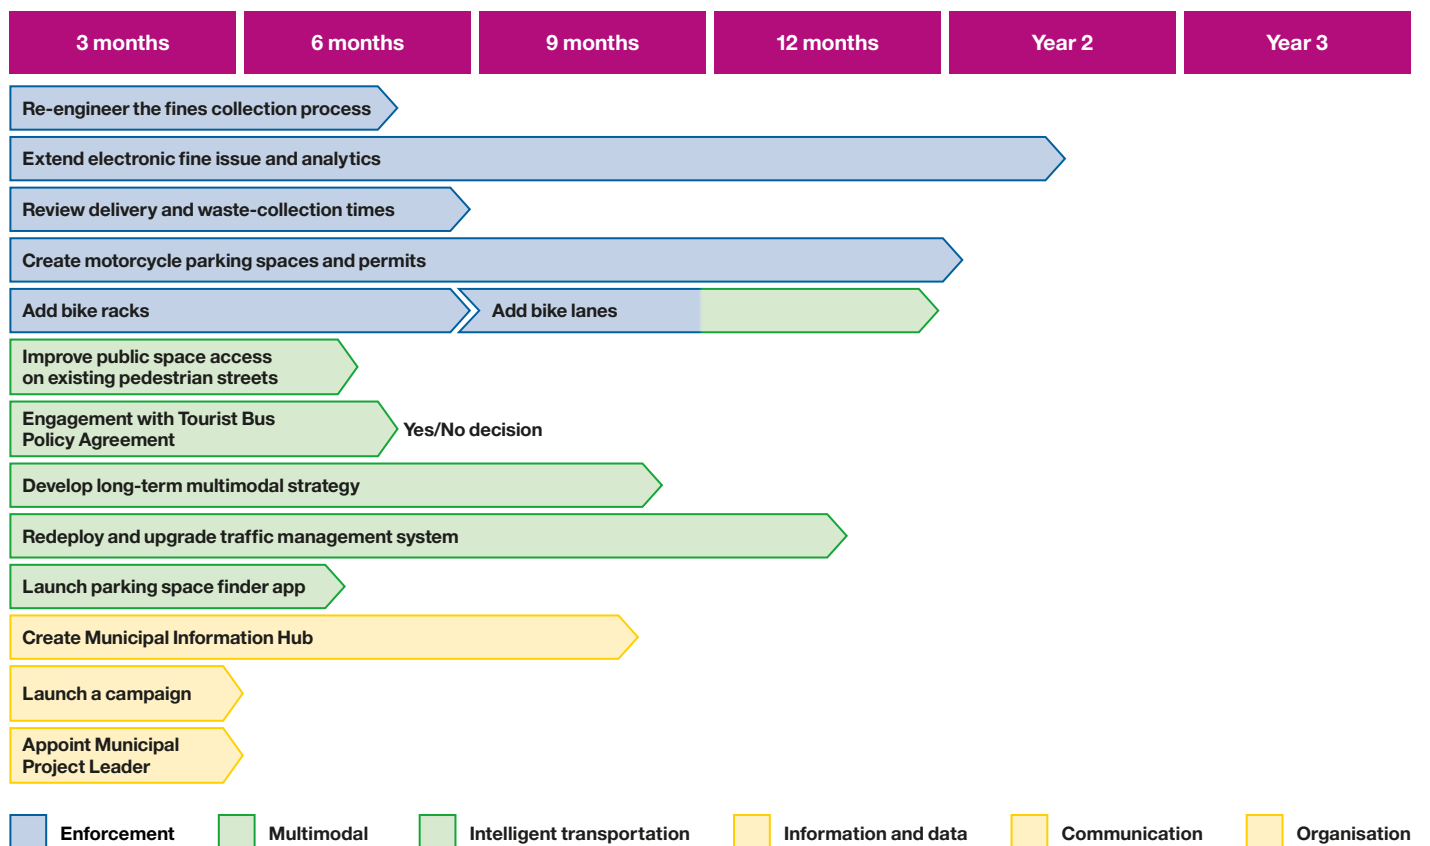 3 months
6 months
9 months
12 months
Year 2
Year 3
Re-engineer the fines collection process
Extend electronic fine issue and analytics
Review delivery and waste-collection times
Create motorcycle parking spaces and permits
Add bike racks
Add bike lanes
Improve public space access
on existing pedestrian streets
Engagement with Tourist Bus
Policy Agreement
Yes/No decision
Develop long-term multimodal strategy
Redeploy and upgrade traffic management system
Launch parking space finder app
Create Municipal Information Hub
Launch a campaign
Appoint Municipal
Project Leader
Enforcement
Multimodal
Intelligent transportation
Information and data
Communication
Organisation